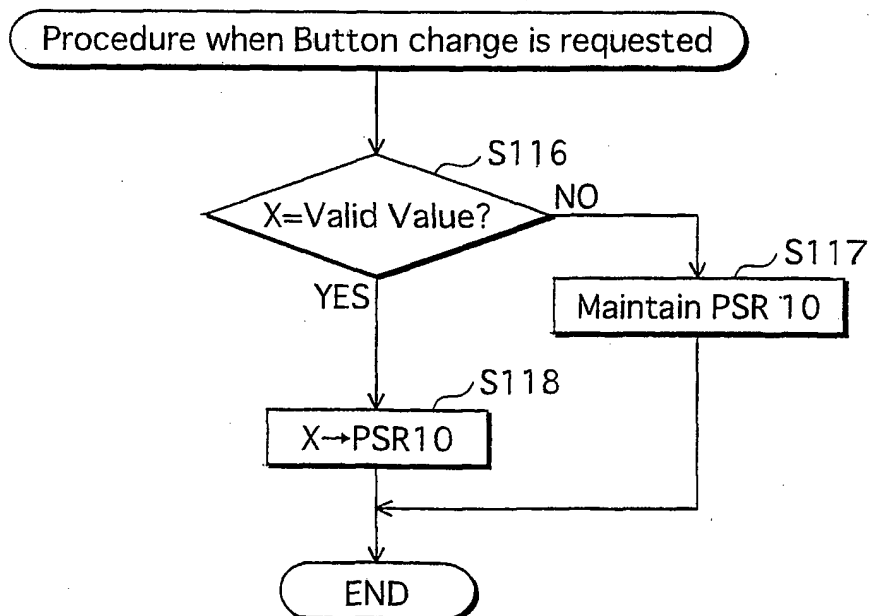 Procedure when Button change is requested
S116
X=Valid Value?
NO
S117
Maintain PSR 10
YES
S118
X→PSR10
END